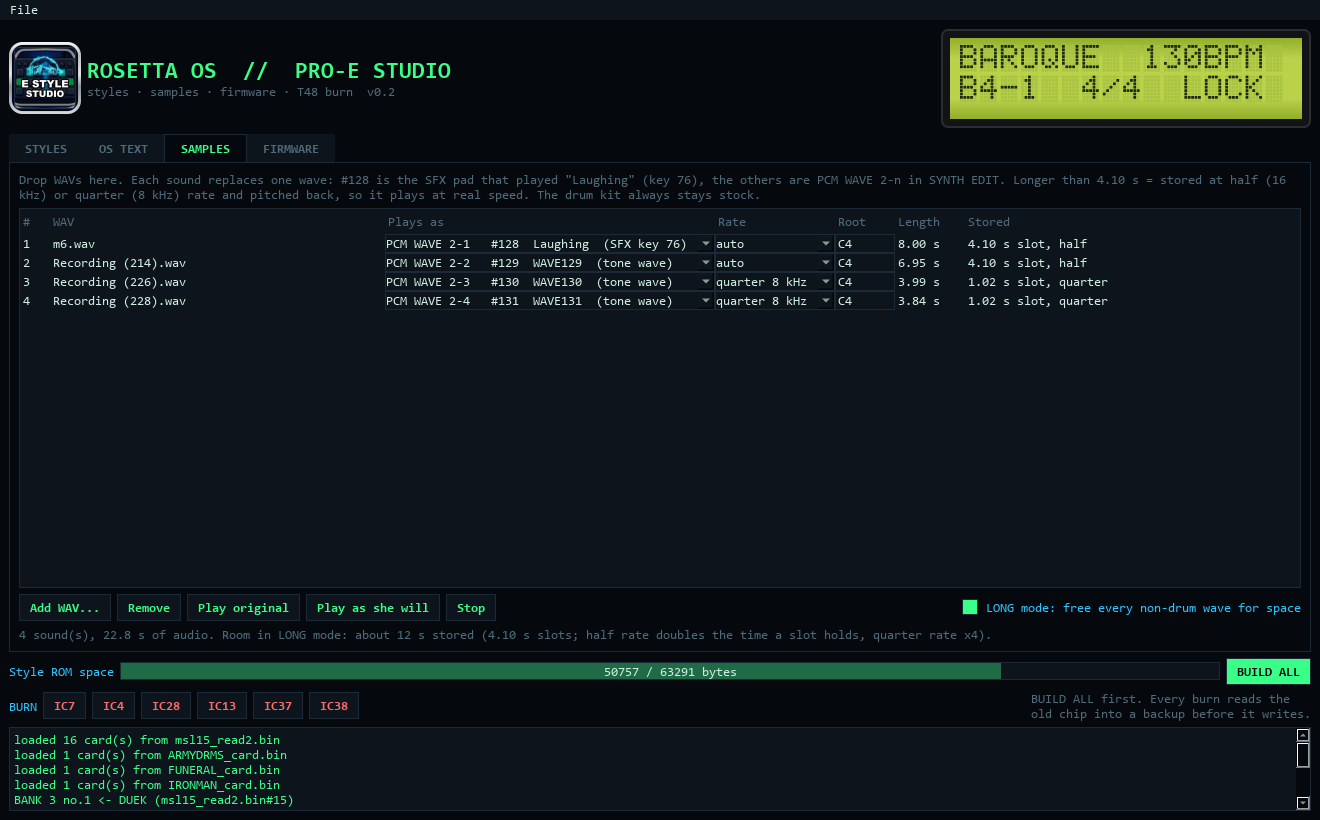 File
E STYLE
STUDIO
ROSETTA OS // PRO-E STUDIO
styles · samples · firmware · T48 burn v0.2
BAROQUE 130BPM
B4-1 4/4 LOCK
STYLES OS TEXT SAMPLES FIRMWARE
Drop WAVs here. Each sound replaces one wave: #128 is the SFX pad that played "Laughing" (key 76), the others are PCM WAVE 2-n in SYNTH EDIT. Longer than 4.10 s = stored at half (16
kHz) or quarter (8 kHz) rate and pitched back, so it plays at real speed. The drum kit always stays stock.
# WAV Plays as Rate Root Length Stored
1 m6.wav PCM WAVE 2-1 #128 Laughing (SFX key 76) auto C4 8.00 s 4.10 s slot, half
2 Recording (214).wav PCM WAVE 2-2 #129 WAVE129 (tone wave) auto C4 6.95 s 4.10 s slot, half
3 Recording (226).wav PCM WAVE 2-3 #130 WAVE130 (tone wave) quarter 8 kHz C4 3.99 s 1.02 s slot, quarter
4 Recording (228).wav PCM WAVE 2-4 #131 WAVE131 (tone wave) quarter 8 kHz C4 3.84 s 1.02 s slot, quarter
Add WAV... Remove Play original Play as she will Stop LONG mode: free every non-drum wave for space
4 sound(s), 22.8 s of audio. Room in LONG mode: about 12 s stored (4.10 s slots; half rate doubles the time a slot holds, quarter rate x4).
Style ROM space 50757 / 63291 bytes BUILD ALL
BURN IC7 IC4 IC28 IC13 IC37 IC38
BUILD ALL first. Every burn reads the
old chip into a backup before it writes.
loaded 16 card(s) from msl15_read2.bin
loaded 1 card(s) from ARMYDRMS_card.bin
loaded 1 card(s) from FUNERAL_card.bin
loaded 1 card(s) from IRONMAN_card.bin
BANK 3 no.1 <- DUEK (msl15_read2.bin#15)